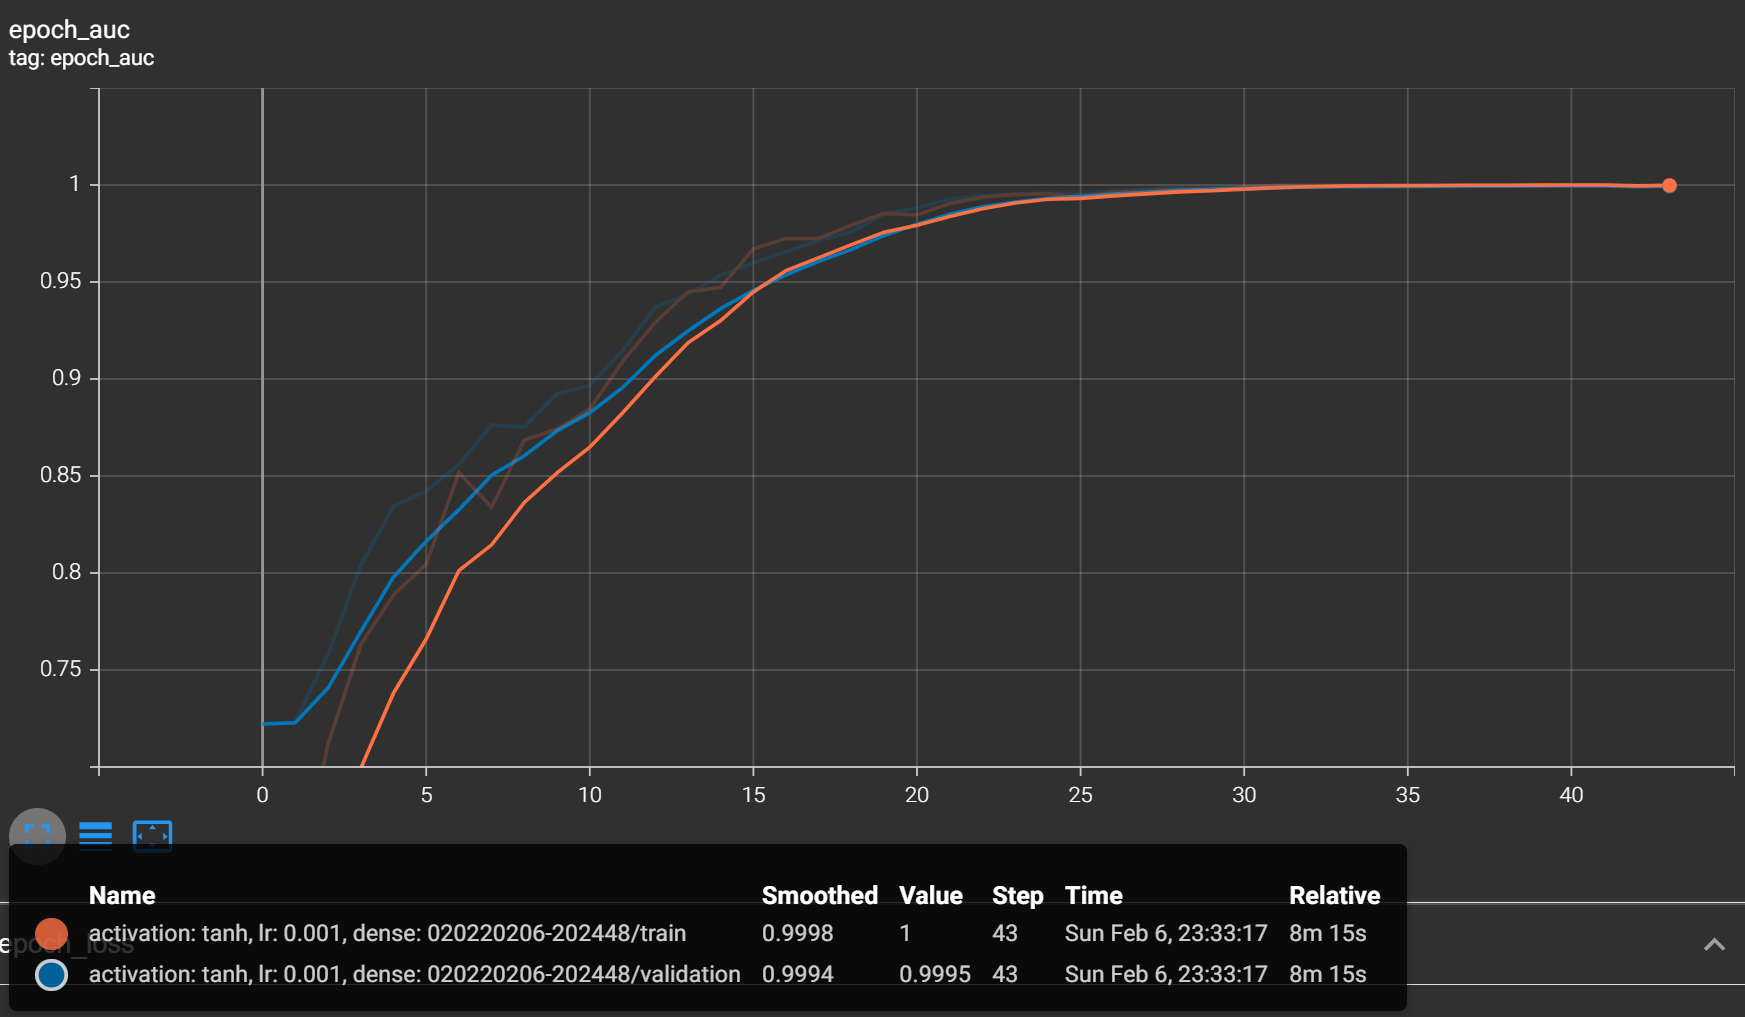 epoch_auc
tag: epoch_auc
1
0.95
0.9
0.85
0.8
0.75
0 5 10 15 20 25 30 35 40
Name Smoothed Value Step Time Relative
activation: tanh, lr: 0.001, dense: 020220206-202448/train 0.9998 1 43 Sun Feb 6, 23:33:17 8m 15s
epoch_loss
activation: tanh, lr: 0.001, dense: 020220206-202448/validation 0.9994 0.9995 43 Sun Feb 6, 23:33:17 8m 15s